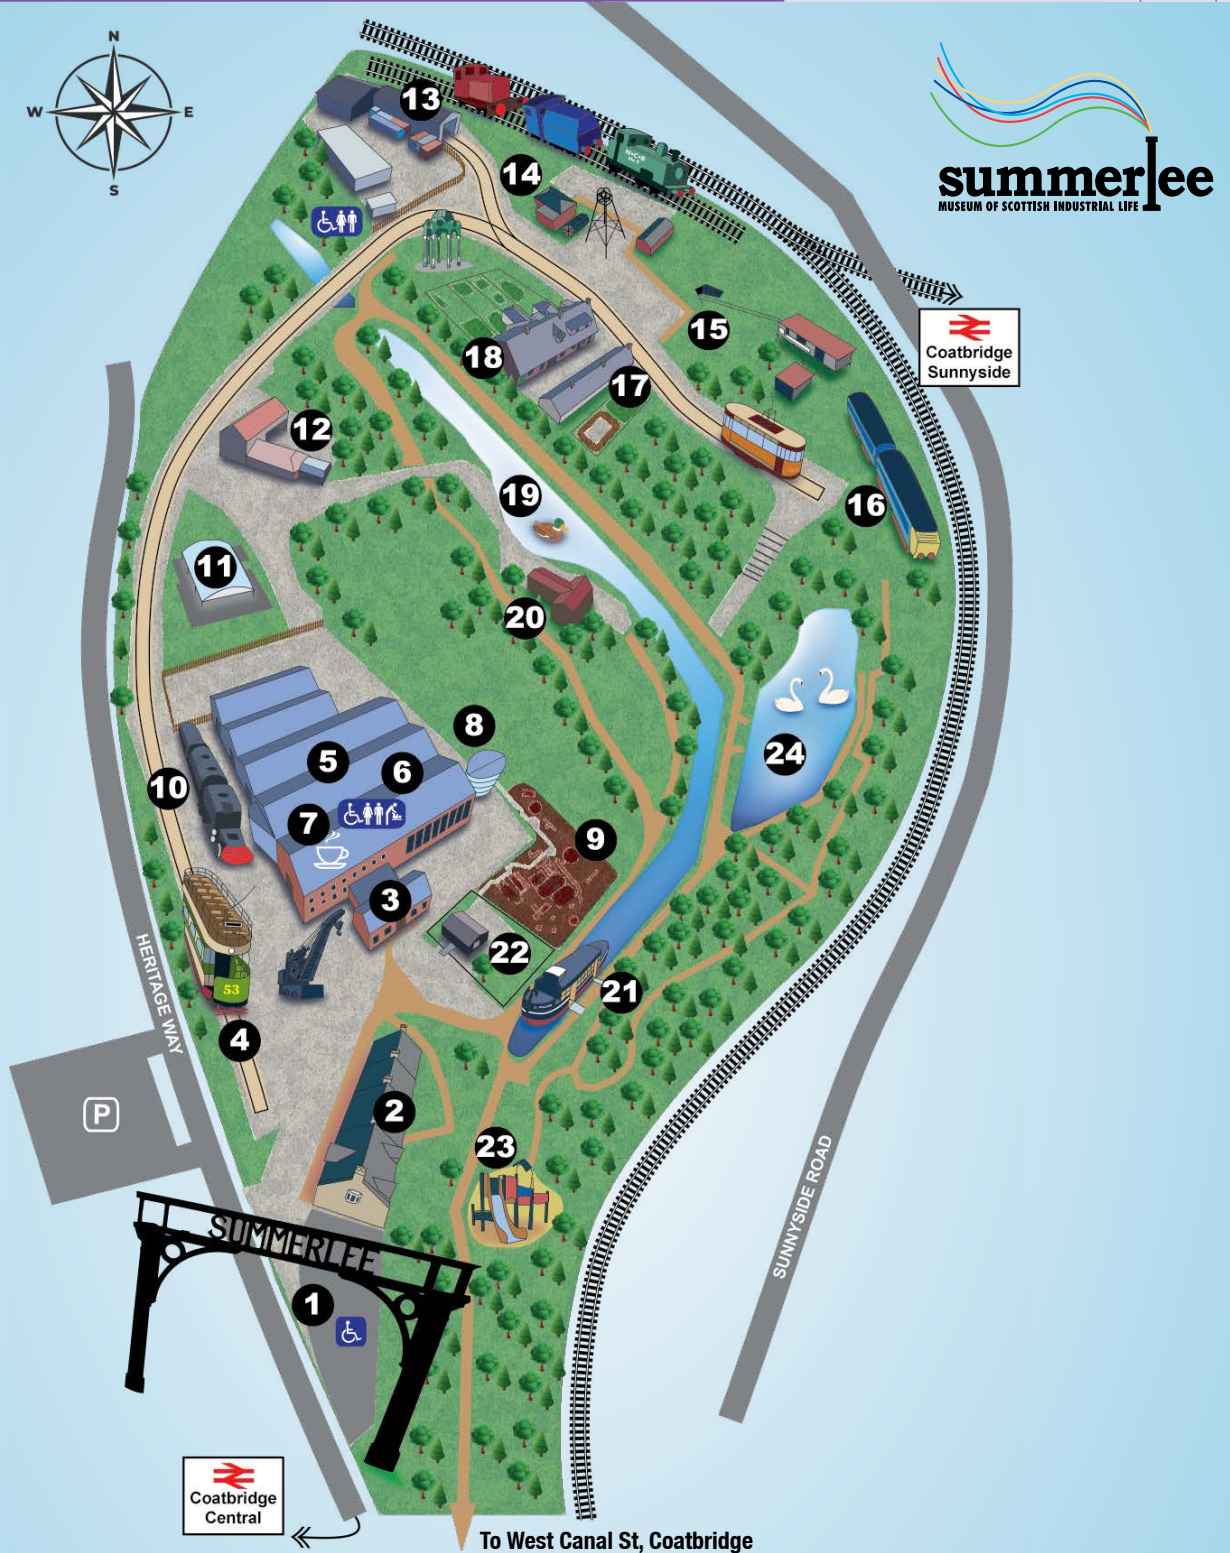 N
W
E
S
summerlee
MUSEUM OF SCOTTISH INDUSTRIAL LIFE
13
14
15
Coatbridge
Sunnyside
18
17
12
16
19
11
20
8
24
5
6
10
7
9
3
22
HERITAGE WAY
53
21
4
P
2
23
SUNNYSIDE ROAD
SUMMERLEE
1
Coatbridge
Central
To West Canal St, Coatbridge